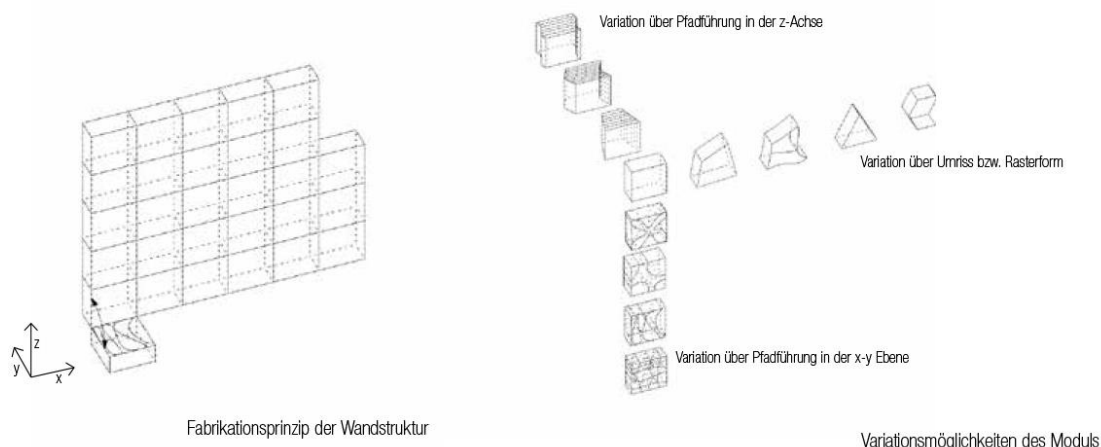 Variation über Pfadführung in der z-Achse
Variation über Umriss bzw. Rasterform
z
y
x
Variation über Pfadführung in der x-y Ebene
Fabrikationsprinzip der Wandstruktur
Variationsmöglichkeiten des Moduls